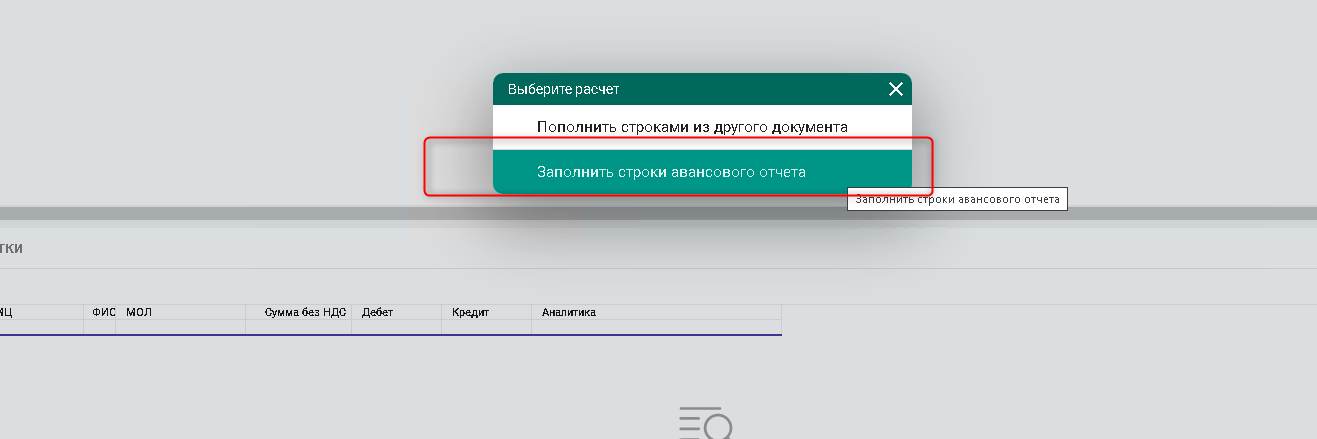 Выберите расчет
Пополнить строками из другого документа
Заполнить строки авансового отчета
Заполнить строки авансового отчета
тки
ФИС МОЛ Сумма без НДС Дебет Кредит Аналитика